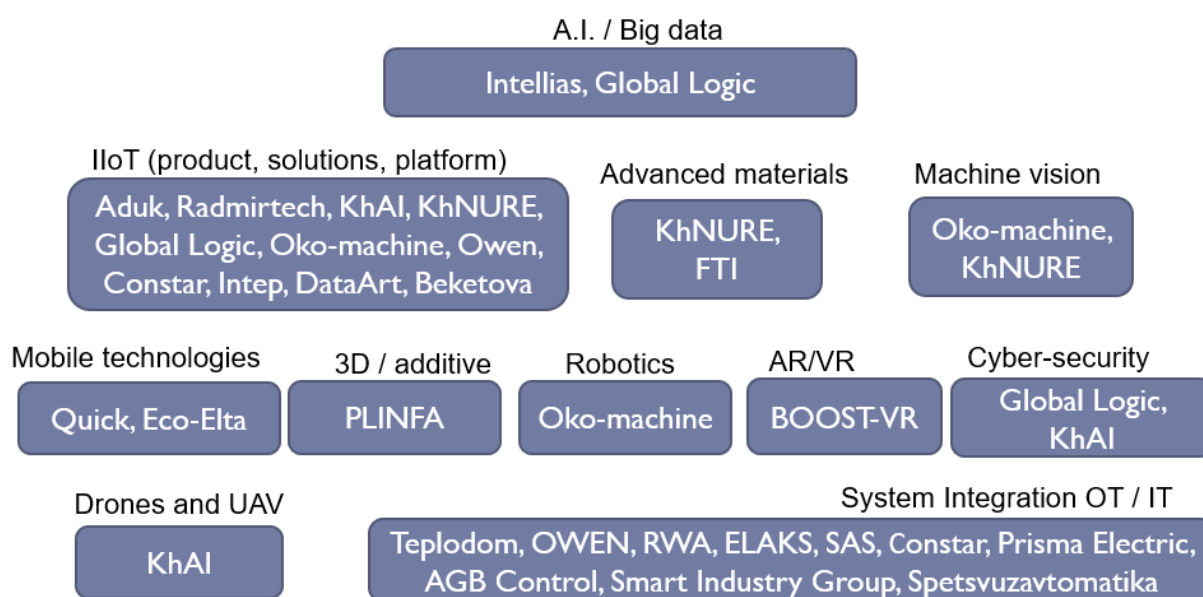 A.I. / Big data
Intellias, Global Logic
IIoT (product, solutions, platform)
Aduk, Radmirtech, KhAI, KhNURE,
Global Logic, Oko-machine, Owen,
Constar, Intep, DataArt, Beketova
Advanced materials
KhNURE,
FTI
Machine vision
Oko-machine,
KhNURE
Mobile technologies
Quick, Eco-Elta
3D / additive
PLINFA
Robotics
Oko-machine
AR/VR
BOOST-VR
Cyber-security
Global Logic,
KhAI
Drones and UAV
KhAI
System Integration OT / IT
Teplodom, OWEN, RWA, ELAKS, SAS, Constar, Prisma Electric,
AGB Control, Smart Industry Group, Spetsvuzavtomatika